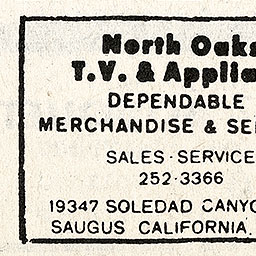 North Oaks
T.V. & Applia
DEPENDABLE
MERCHANDISE & SE
SALES · SERVICE
252-3366
19347 SOLEDAD CANYO
SAUGUS CALIFORNIA.